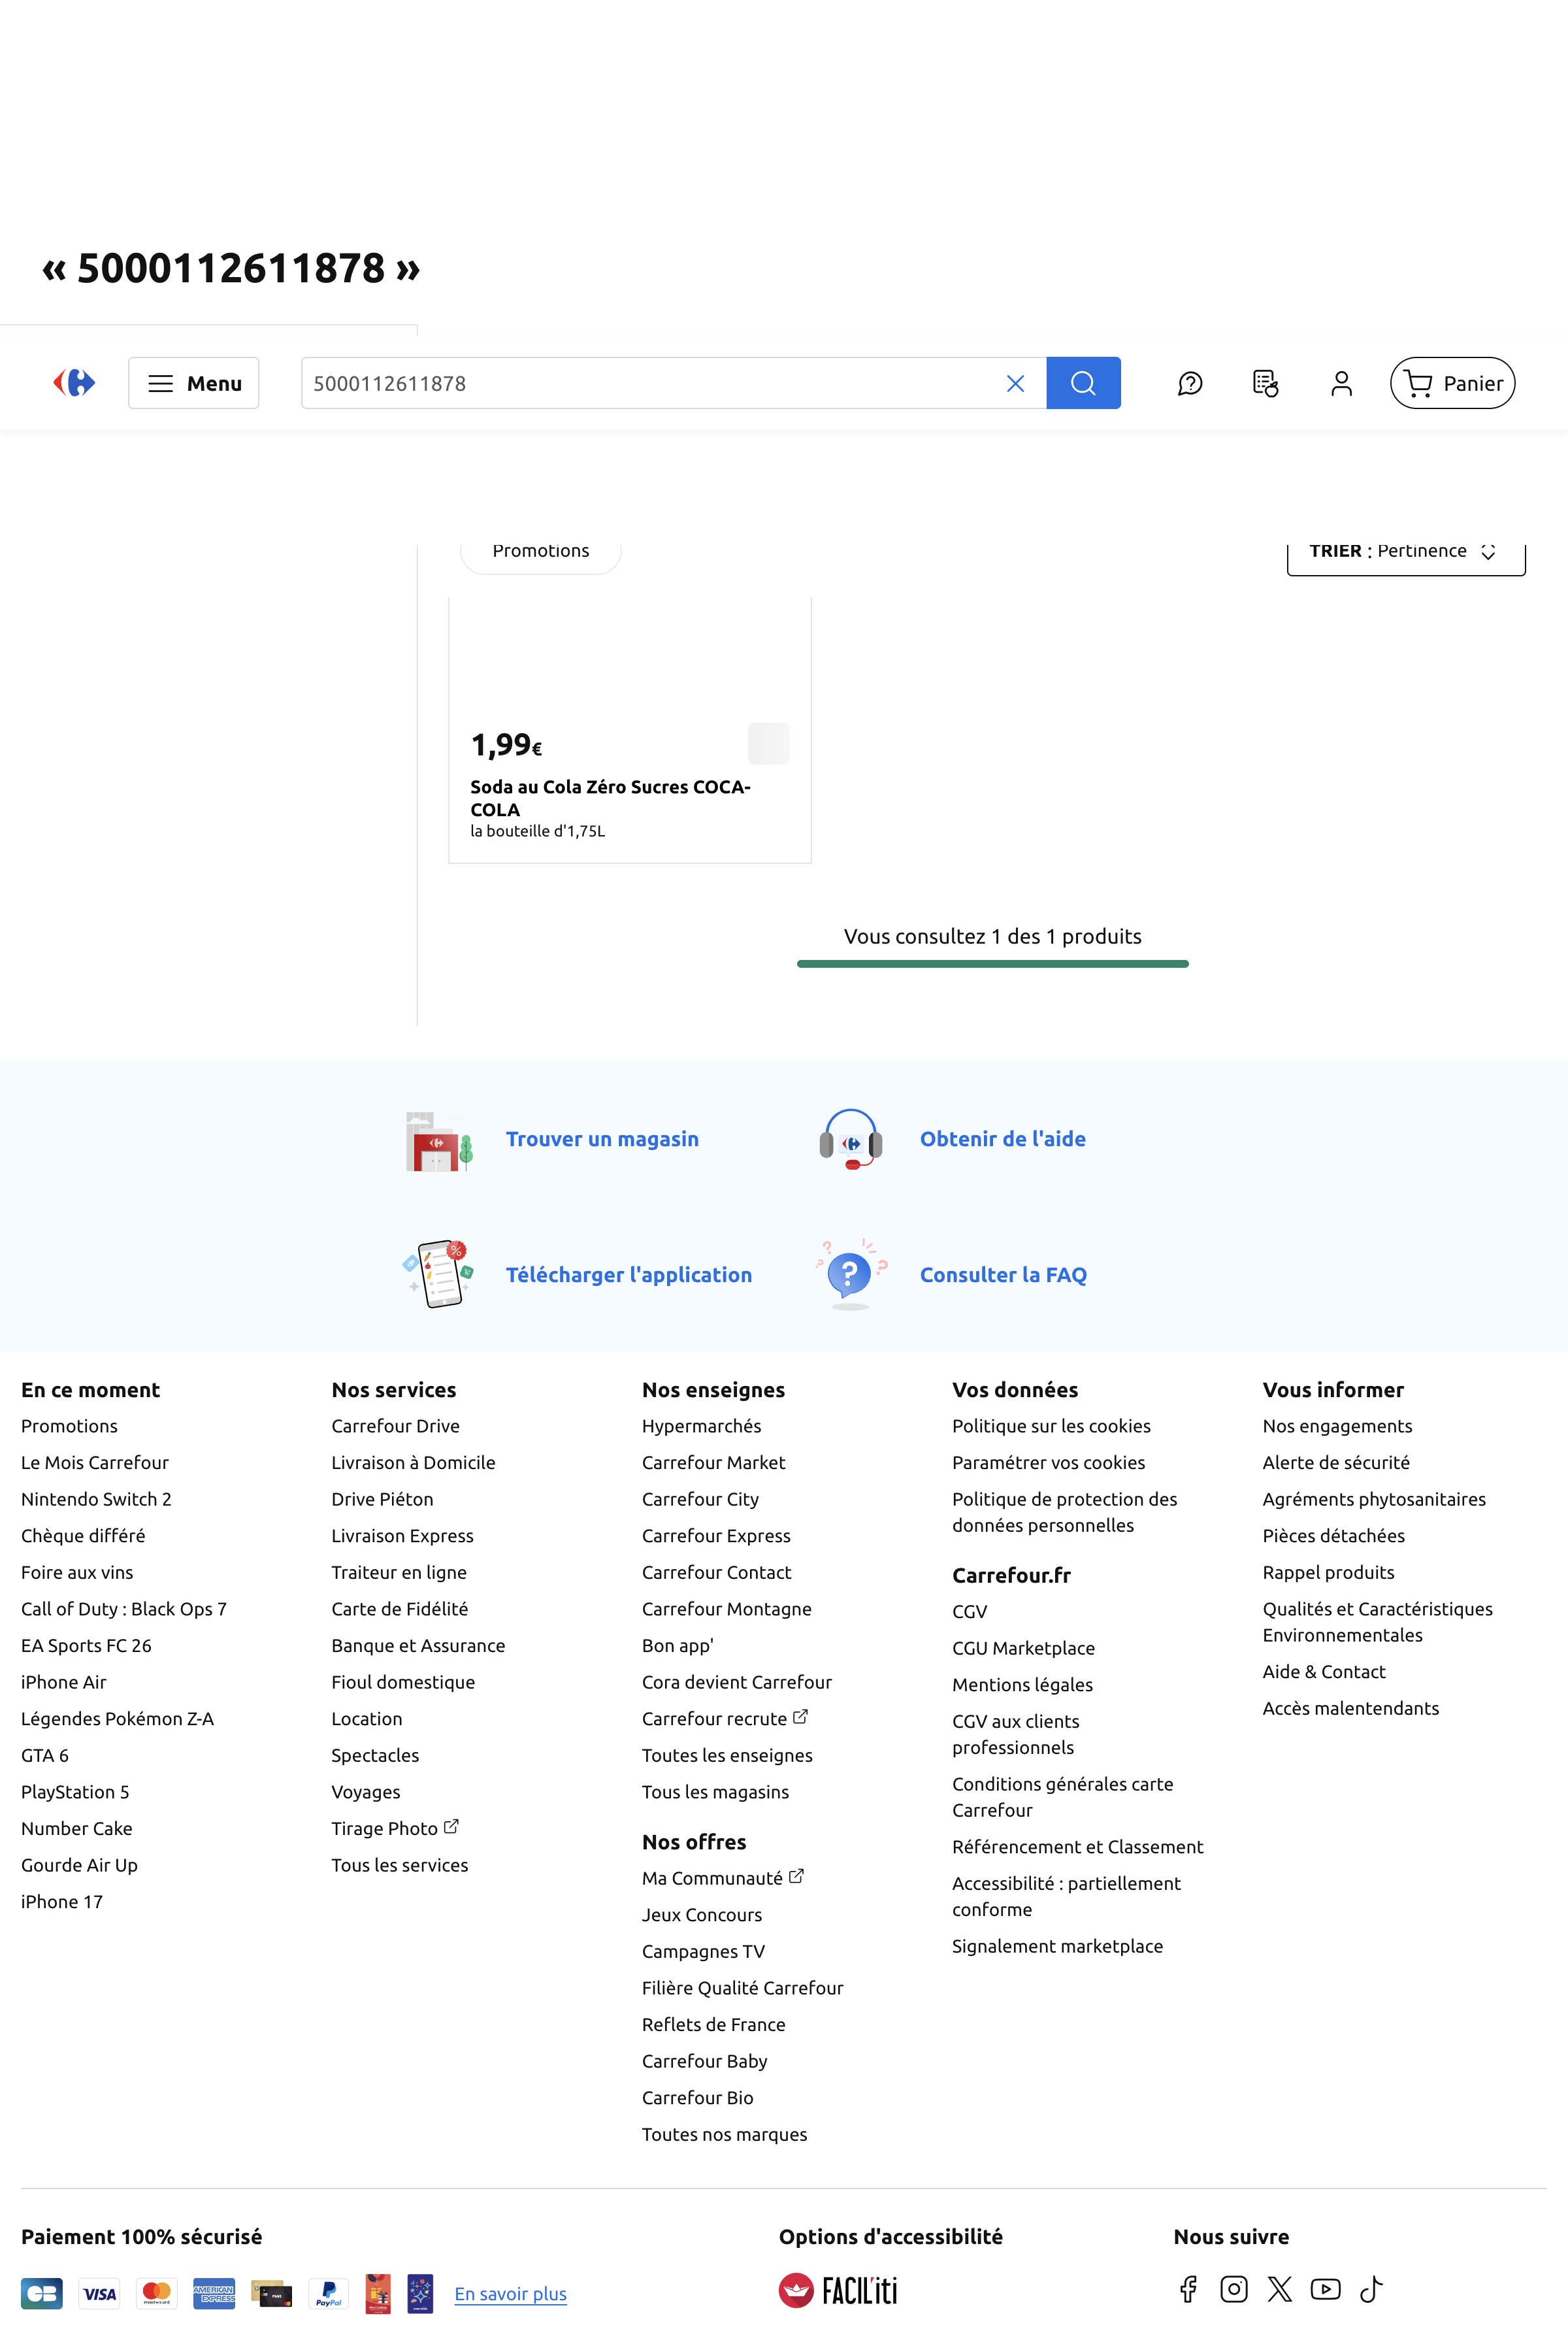 « 5000112611878 »
Menu
5000112611878
Panier
Promotions
TRIER : Pertinence
1,99€
Soda au Cola Zéro Sucres COCA-
COLA
la bouteille d'1,75L
Vous consultez 1 des 1 produits
Trouver un magasin
Obtenir de l'aide
Télécharger l'application
Consulter la FAQ
En ce moment
Promotions
Le Mois Carrefour
Nintendo Switch 2
Chèque différé
Foire aux vins
Call of Duty : Black Ops 7
EA Sports FC 26
iPhone Air
Légendes Pokémon Z-A
GTA 6
PlayStation 5
Number Cake
Gourde Air Up
iPhone 17
Nos services
Carrefour Drive
Livraison à Domicile
Drive Piéton
Livraison Express
Traiteur en ligne
Carte de Fidélité
Banque et Assurance
Fioul domestique
Location
Spectacles
Voyages
Tirage Photo
Tous les services
Nos enseignes
Hypermarchés
Carrefour Market
Carrefour City
Carrefour Express
Carrefour Contact
Carrefour Montagne
Bon app'
Cora devient Carrefour
Carrefour recrute
Toutes les enseignes
Tous les magasins
Nos offres
Ma Communauté
Jeux Concours
Campagnes TV
Filière Qualité Carrefour
Reflets de France
Carrefour Baby
Carrefour Bio
Toutes nos marques
Vos données
Politique sur les cookies
Paramétrer vos cookies
Politique de protection des
données personnelles
Carrefour.fr
CGV
CGU Marketplace
Mentions légales
CGV aux clients
professionnels
Conditions générales carte
Carrefour
Référencement et Classement
Accessibilité : partiellement
conforme
Signalement marketplace
Vous informer
Nos engagements
Alerte de sécurité
Agréments phytosanitaires
Pièces détachées
Rappel produits
Qualités et Caractéristiques
Environnementales
Aide & Contact
Accès malentendants
Paiement 100% sécurisé
CB
VISA
mastercard
AMERICAN
EXPRESS
PASS
PayPal
En savoir plus
Options d'accessibilité
FACIL'iti
Nous suivre